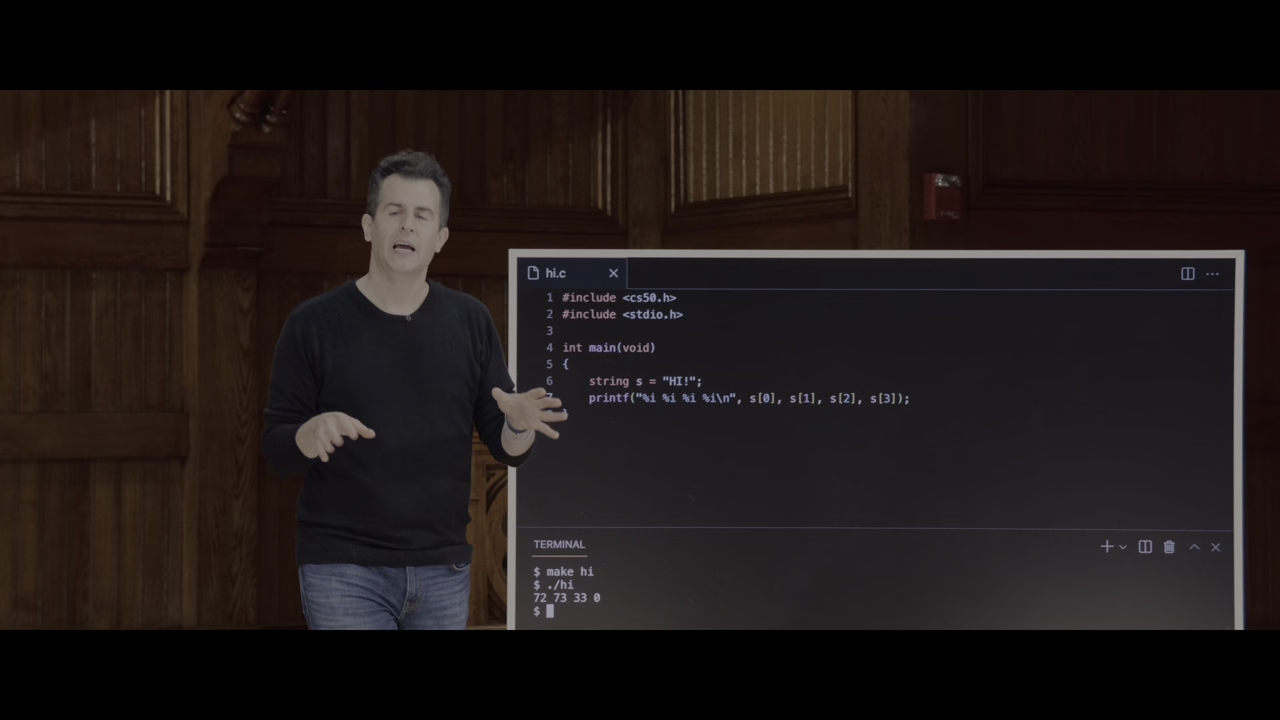 hi.c
1 #include <cs50.h>
2 #include <stdio.h>
3
4 int main(void)
5 {
6 string s = "HI!";
printf("%i %i %i %i\n", s[0], s[1], s[2], s[3]);
TERMINAL
$ make hi
$ ./hi
72 73 33 0
$